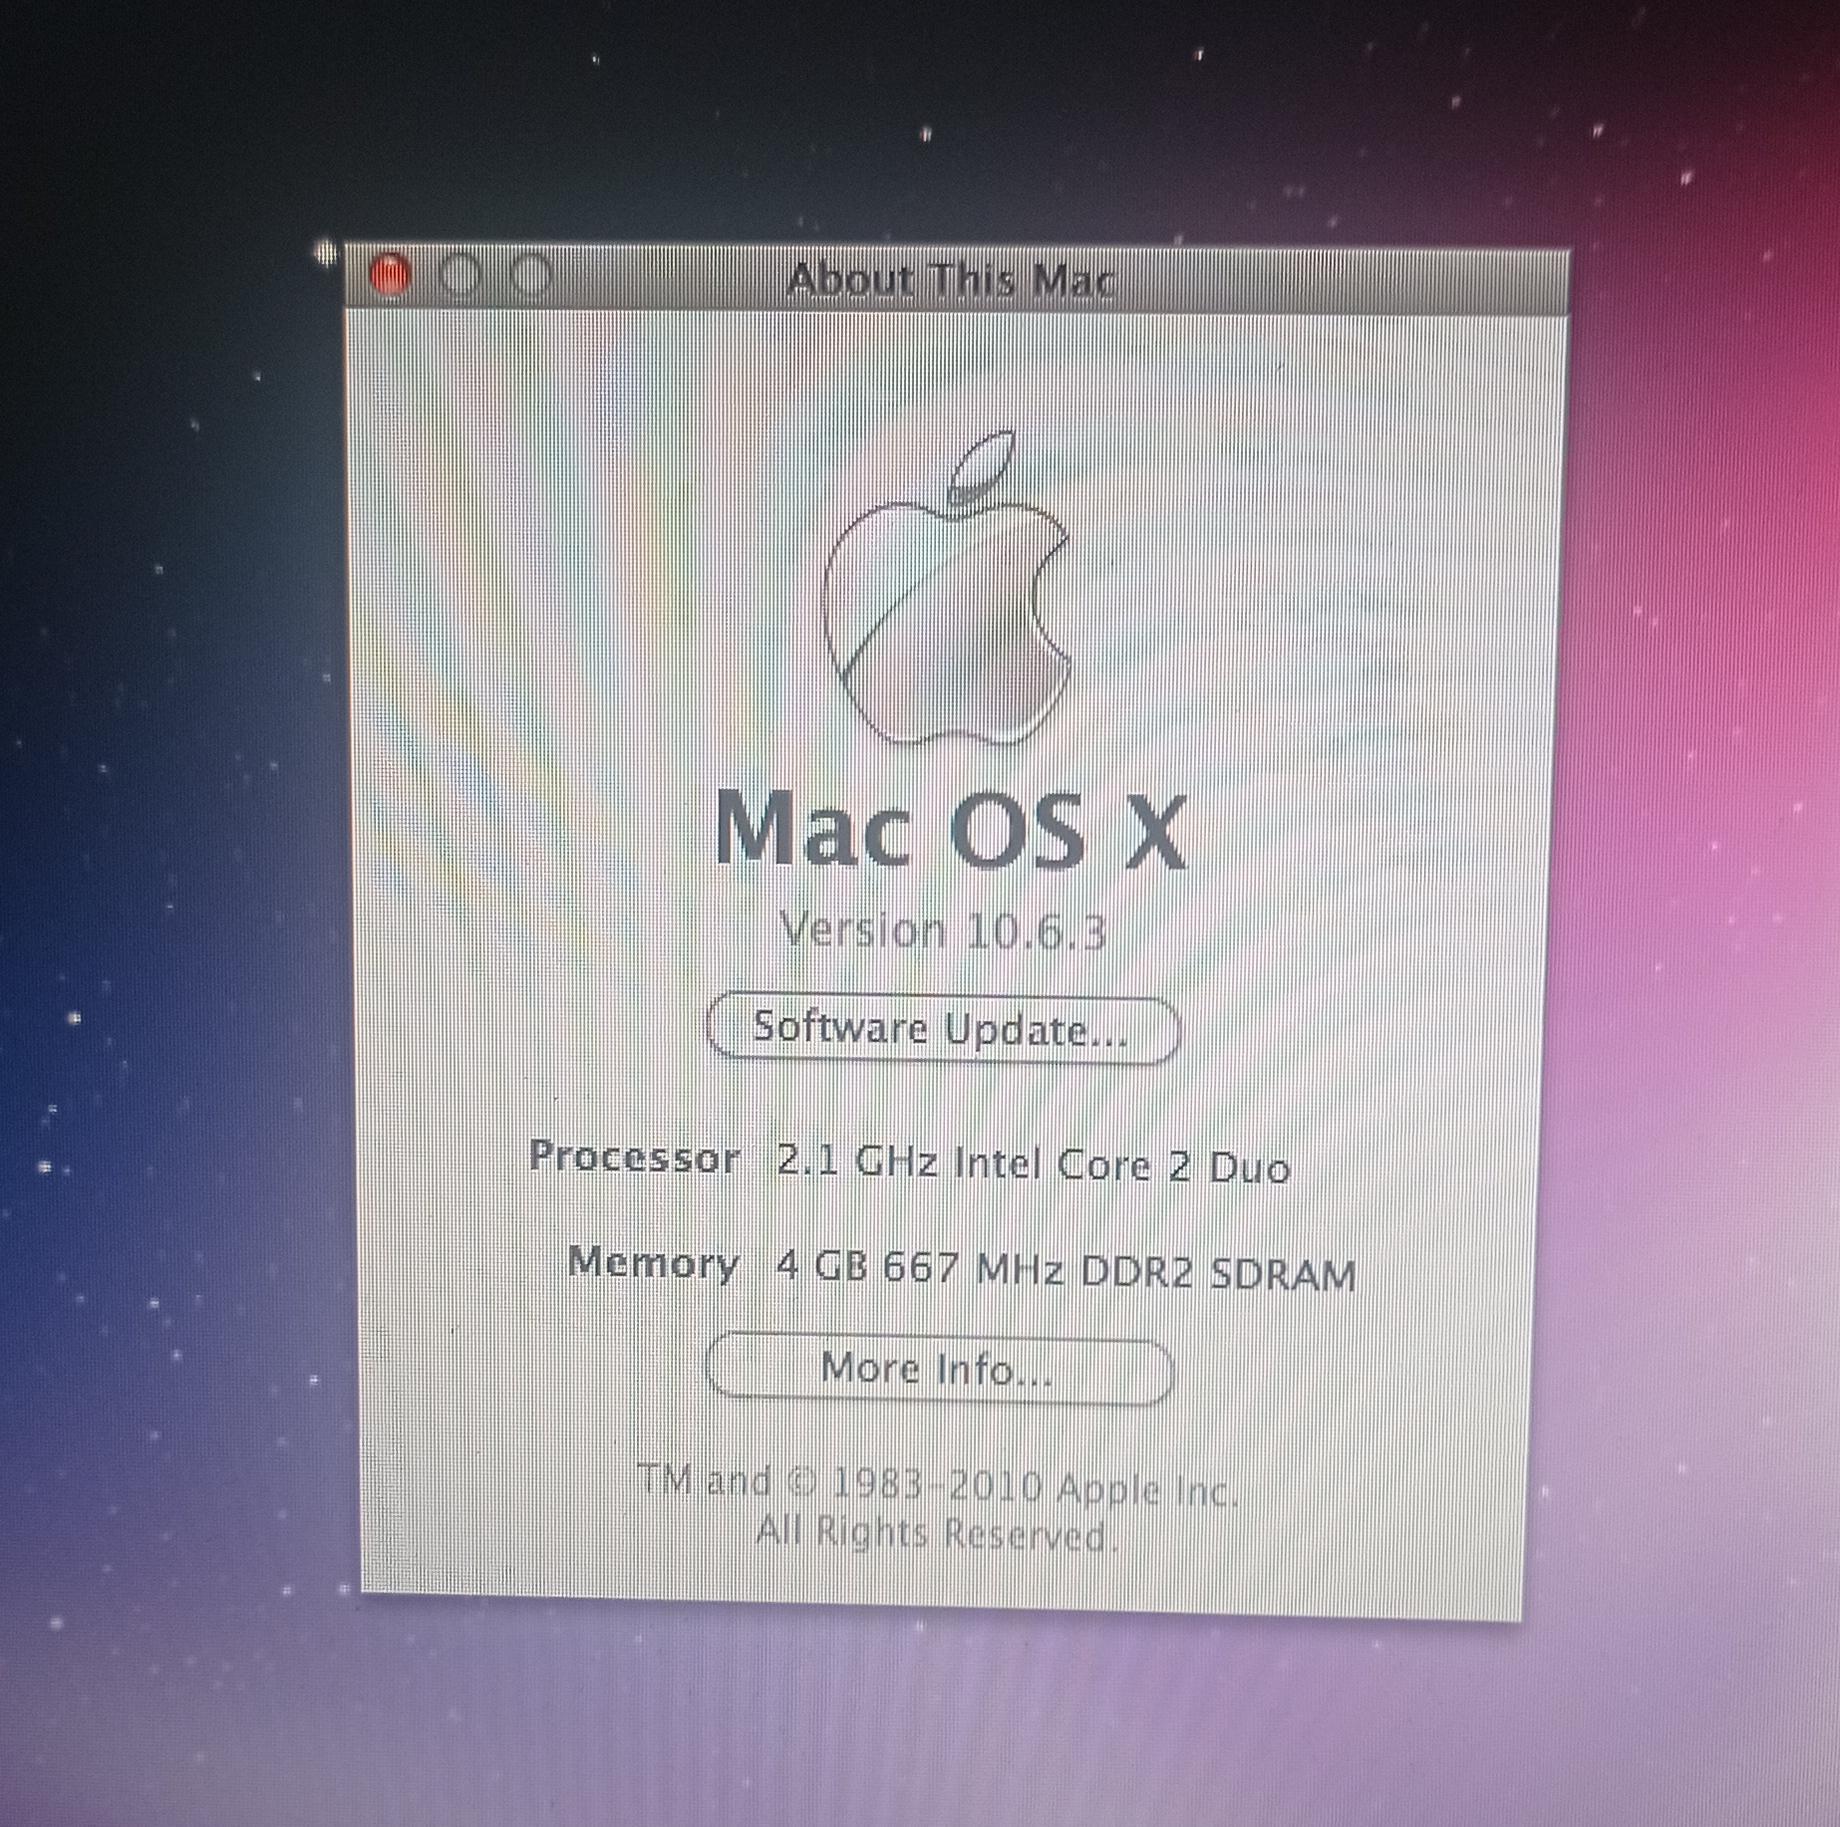 About This Mac
Mac OS X
Version 10.6.3
Software Update...
Processor 2.1 GHz Intel Core 2 Duo
Memory 4 GB 667 MHz DDR2 SDRAM
More Info...
TM and © 1983-2010 Apple Inc.
All Rights Reserved.